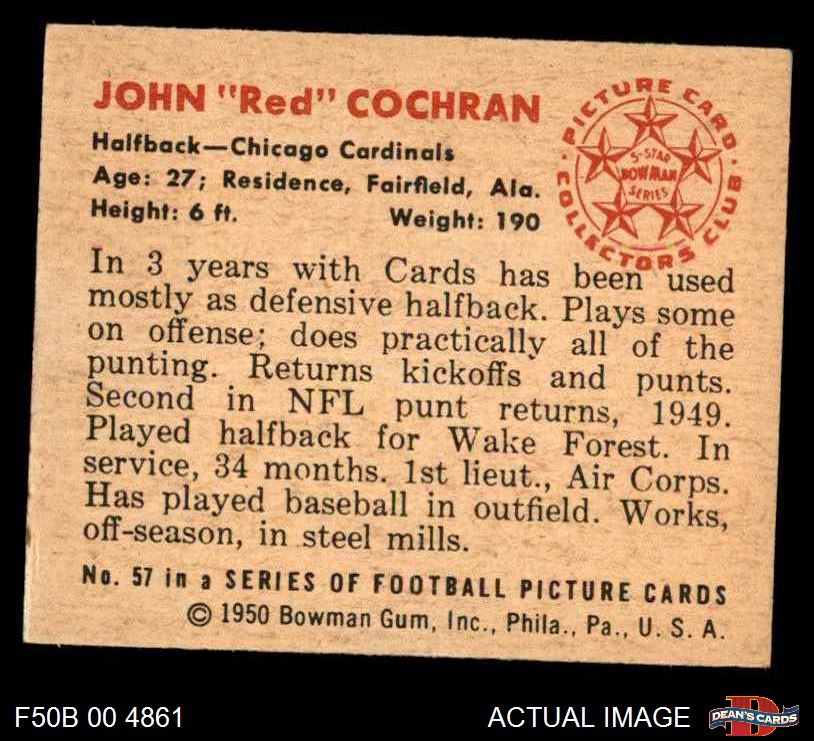 JOHN "Red" COCHRAN
Halfback—Chicago Cardinals
Age: 27; Residence, Fairfield, Ala.
Height: 6 ft. Weight: 190
PICTURE CARD
COLLECTORS CLUB
5-STAR
BOWMAN
SERIES
In 3 years with Cards has been used
mostly as defensive halfback. Plays some
on offense; does practically all of the
punting. Returns kickoffs and punts.
Second in NFL punt returns, 1949.
Played halfback for Wake Forest. In
service, 34 months. 1st lieut., Air Corps.
Has played baseball in outfield. Works,
off-season, in steel mills.
No. 57 in a SERIES OF FOOTBALL PICTURE CARDS
© 1950 Bowman Gum, Inc., Phila., Pa., U. S. A.
F50B 00 4861
ACTUAL IMAGE
D
DEAN'S CARDS